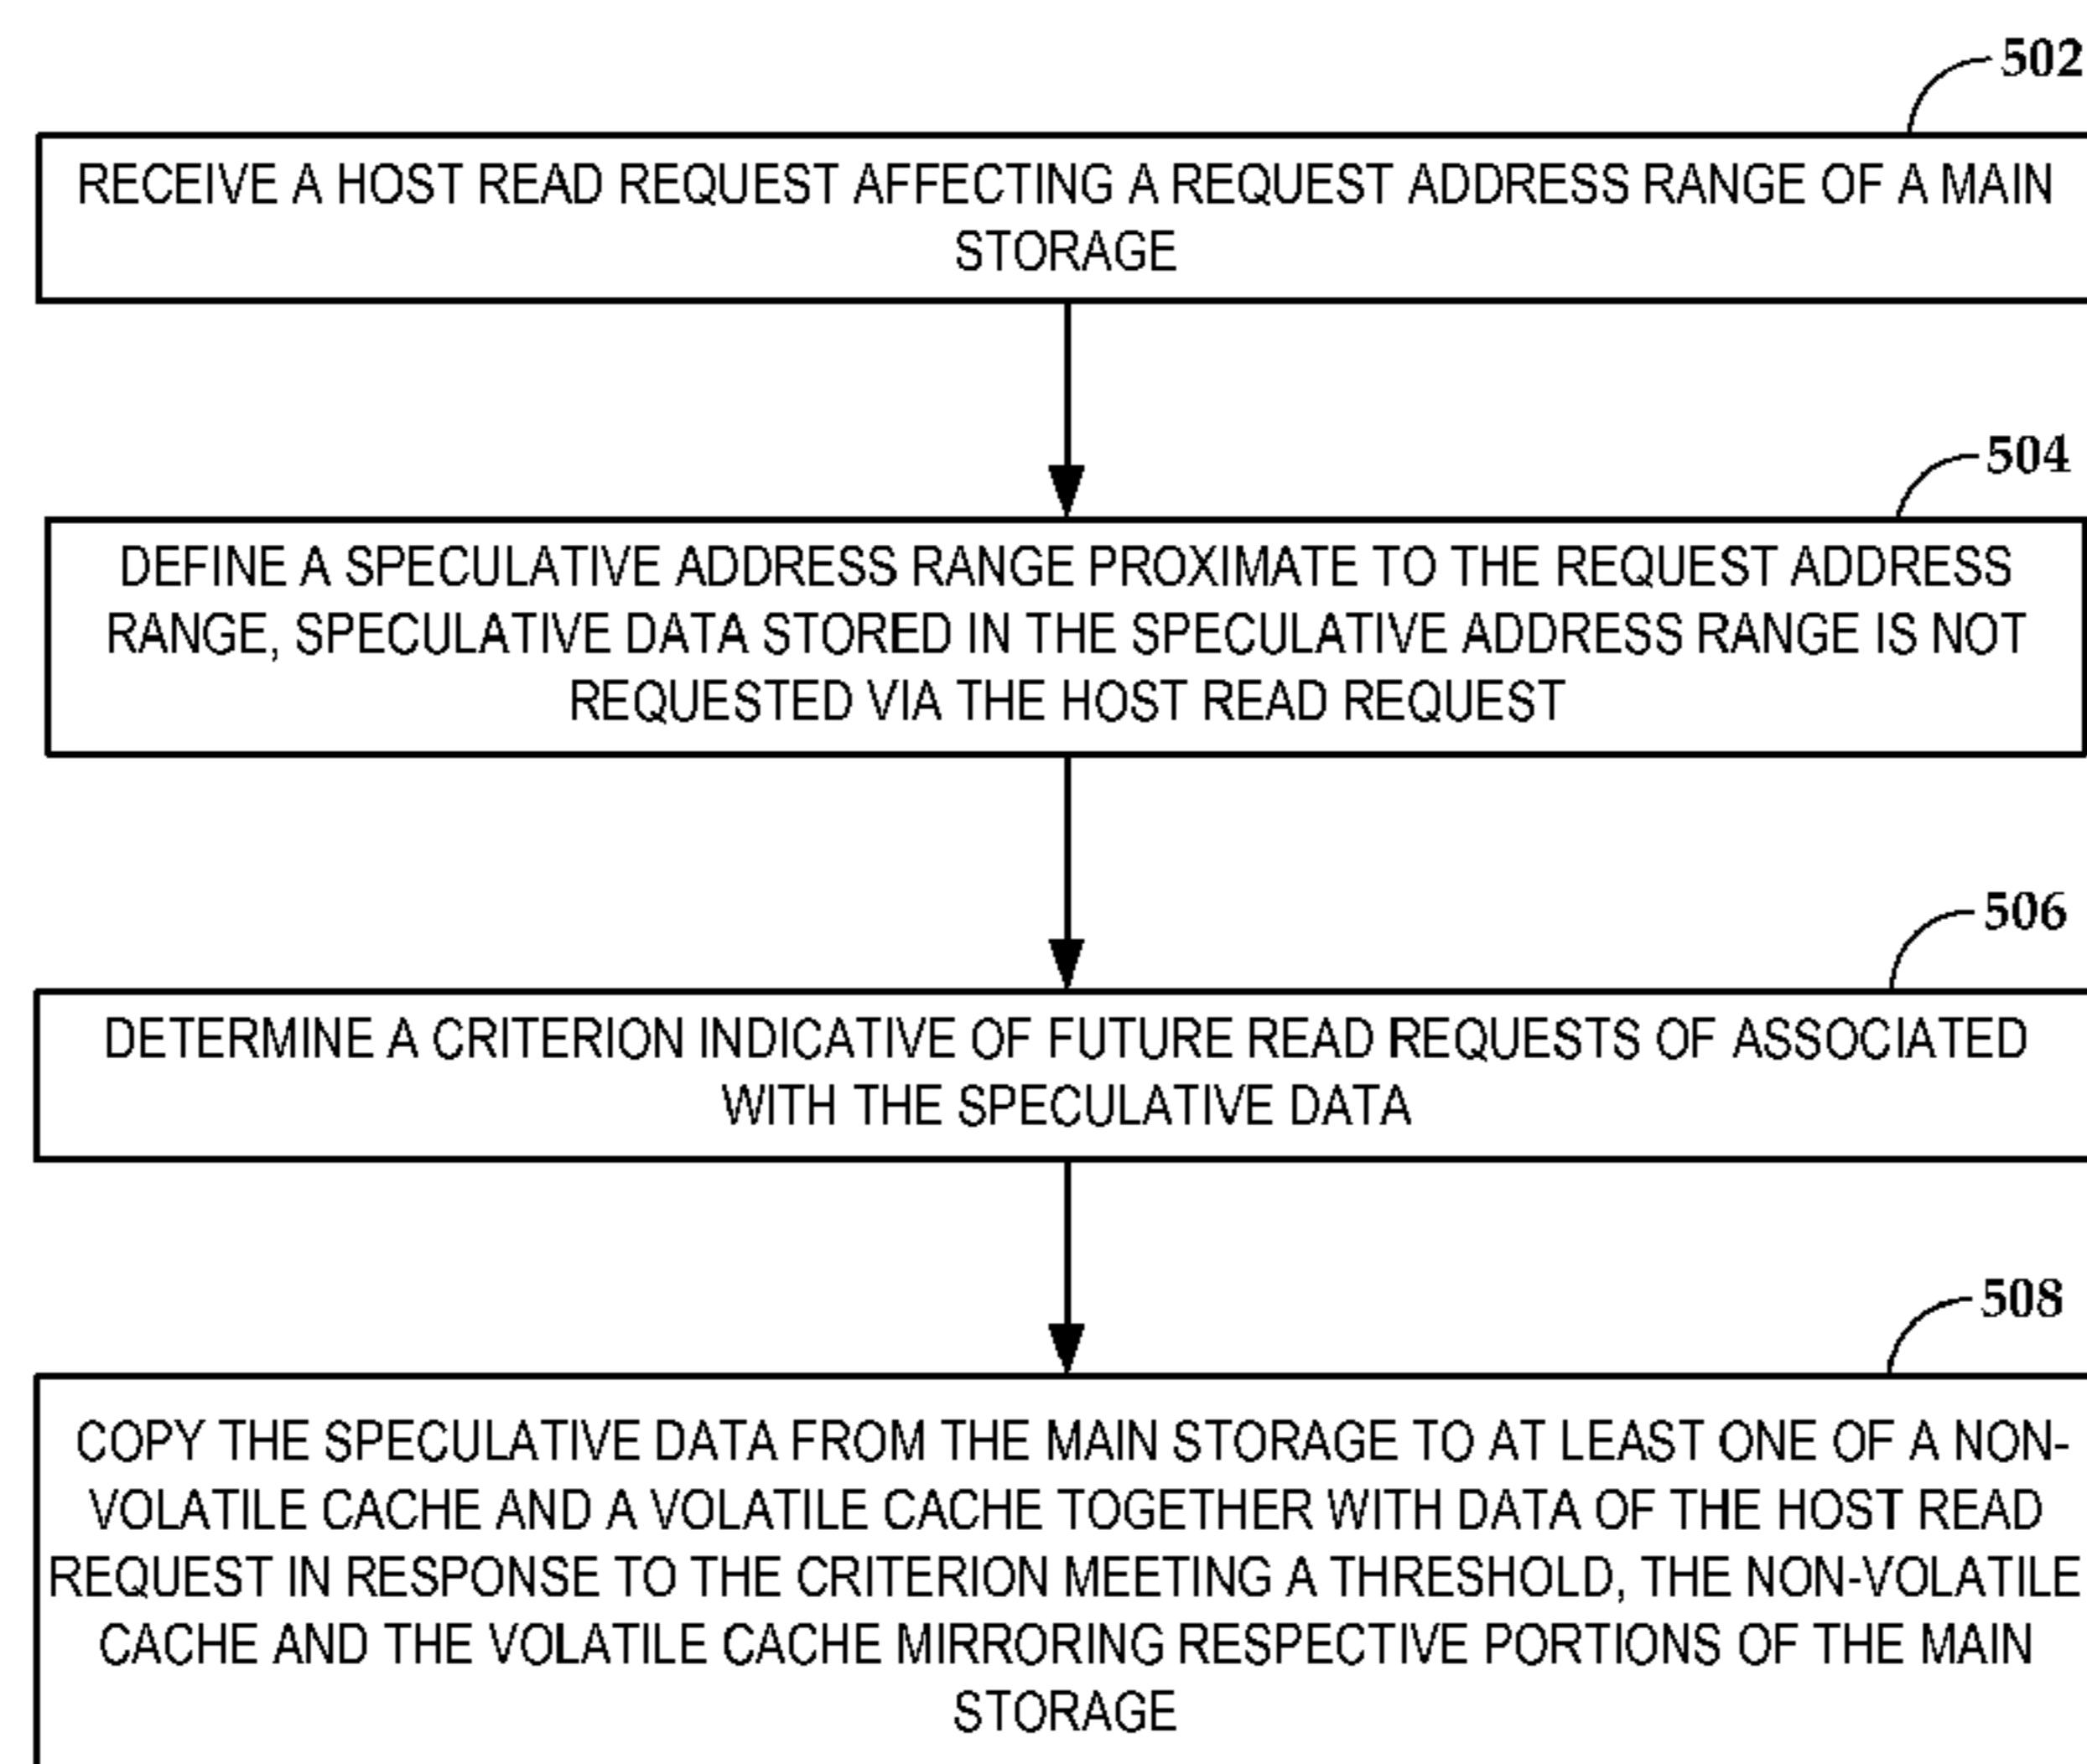 502
RECEIVE A HOST READ REQUEST AFFECTING A REQUEST ADDRESS RANGE OF A MAIN
STORAGE
504
DEFINE A SPECULATIVE ADDRESS RANGE PROXIMATE TO THE REQUEST ADDRESS
RANGE, SPECULATIVE DATA STORED IN THE SPECULATIVE ADDRESS RANGE IS NOT
REQUESTED VIA THE HOST READ REQUEST
506
DETERMINE A CRITERION INDICATIVE OF FUTURE READ REQUESTS OF ASSOCIATED
WITH THE SPECULATIVE DATA
508
COPY THE SPECULATIVE DATA FROM THE MAIN STORAGE TO AT LEAST ONE OF A NON-
VOLATILE CACHE AND A VOLATILE CACHE TOGETHER WITH DATA OF THE HOST READ
REQUEST IN RESPONSE TO THE CRITERION MEETING A THRESHOLD, THE NON-VOLATILE
CACHE AND THE VOLATILE CACHE MIRRORING RESPECTIVE PORTIONS OF THE MAIN
STORAGE